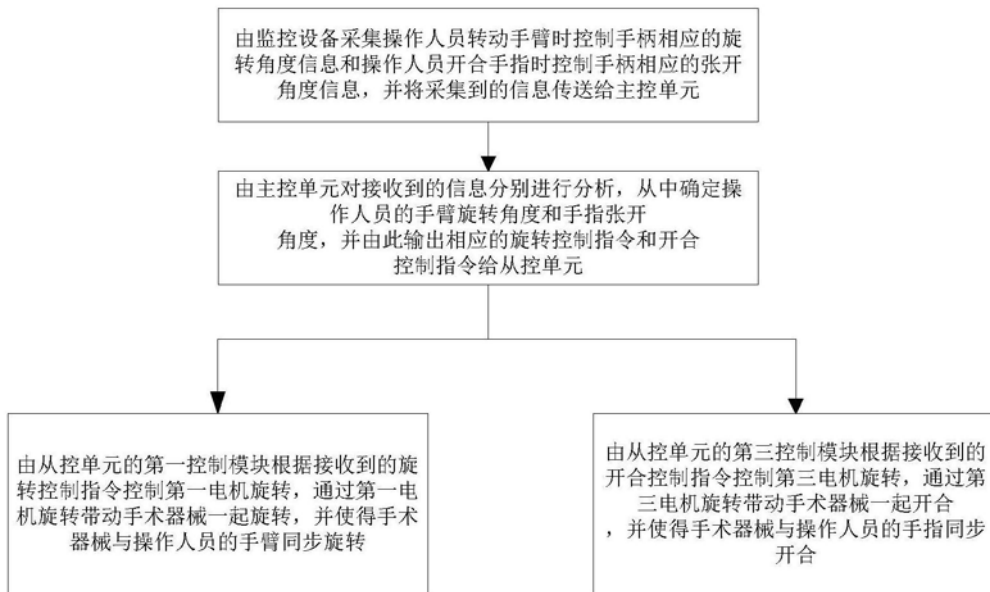 由监控设备采集操作人员转动手臂时控制手柄相应的旋
转角度信息和操作人员开合手指时控制手柄相应的张开
角度信息，并将采集到的信息传送给主控单元
由主控单元对接收到的信息分别进行分析，从中确定操
作人员的手臂旋转角度和手指张开
角度，并由此输出相应的旋转控制指令和开合
控制指令给从控单元
由从控单元的第一控制模块根据接收到的旋
转控制指令控制第一电机旋转，通过第一电
机旋转带动手术器械一起旋转，并使得手术
器械与操作人员的手臂同步旋转
由从控单元的第三控制模块根据接收到的
开合控制指令控制第三电机旋转，通过第
三电机旋转带动手术器械一起开合
，并使得手术器械与操作人员的手指同步
开合